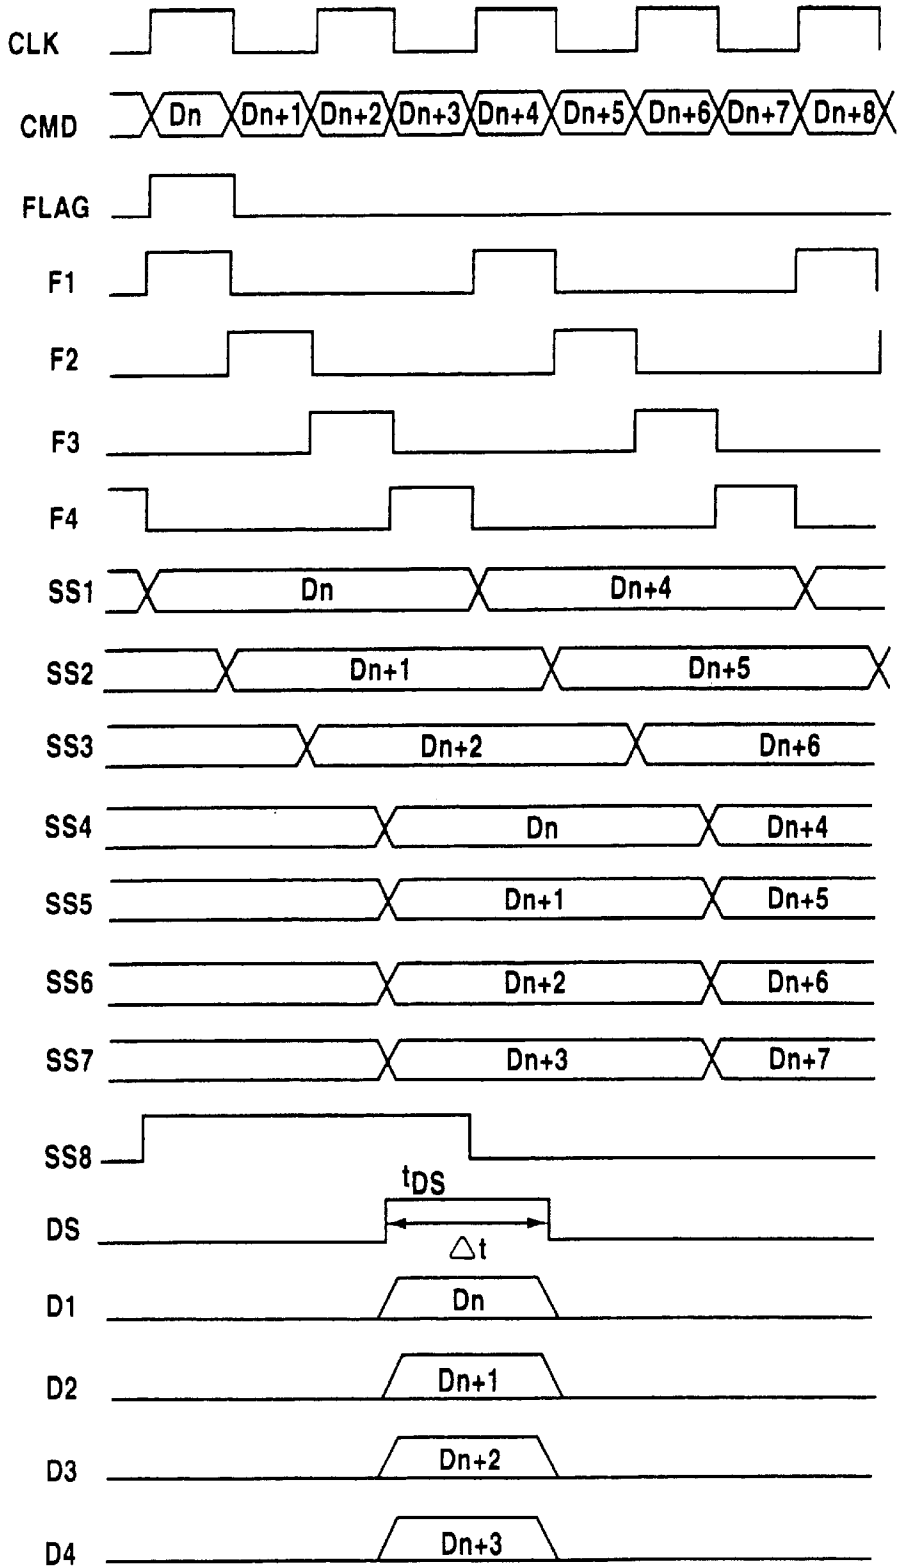 CLK
CMD Dn Dn+1 Dn+2 Dn+3 Dn+4 Dn+5 Dn+6 Dn+7 Dn+8
FLAG
F1
F2
F3
F4
SS1 Dn Dn+4
SS2 Dn+1 Dn+5
SS3 Dn+2 Dn+6
SS4 Dn Dn+4
SS5 Dn+1 Dn+5
SS6 Dn+2 Dn+6
SS7 Dn+3 Dn+7
SS8
tDS
DS
△t
D1 Dn
D2 Dn+1
D3 Dn+2
D4 Dn+3